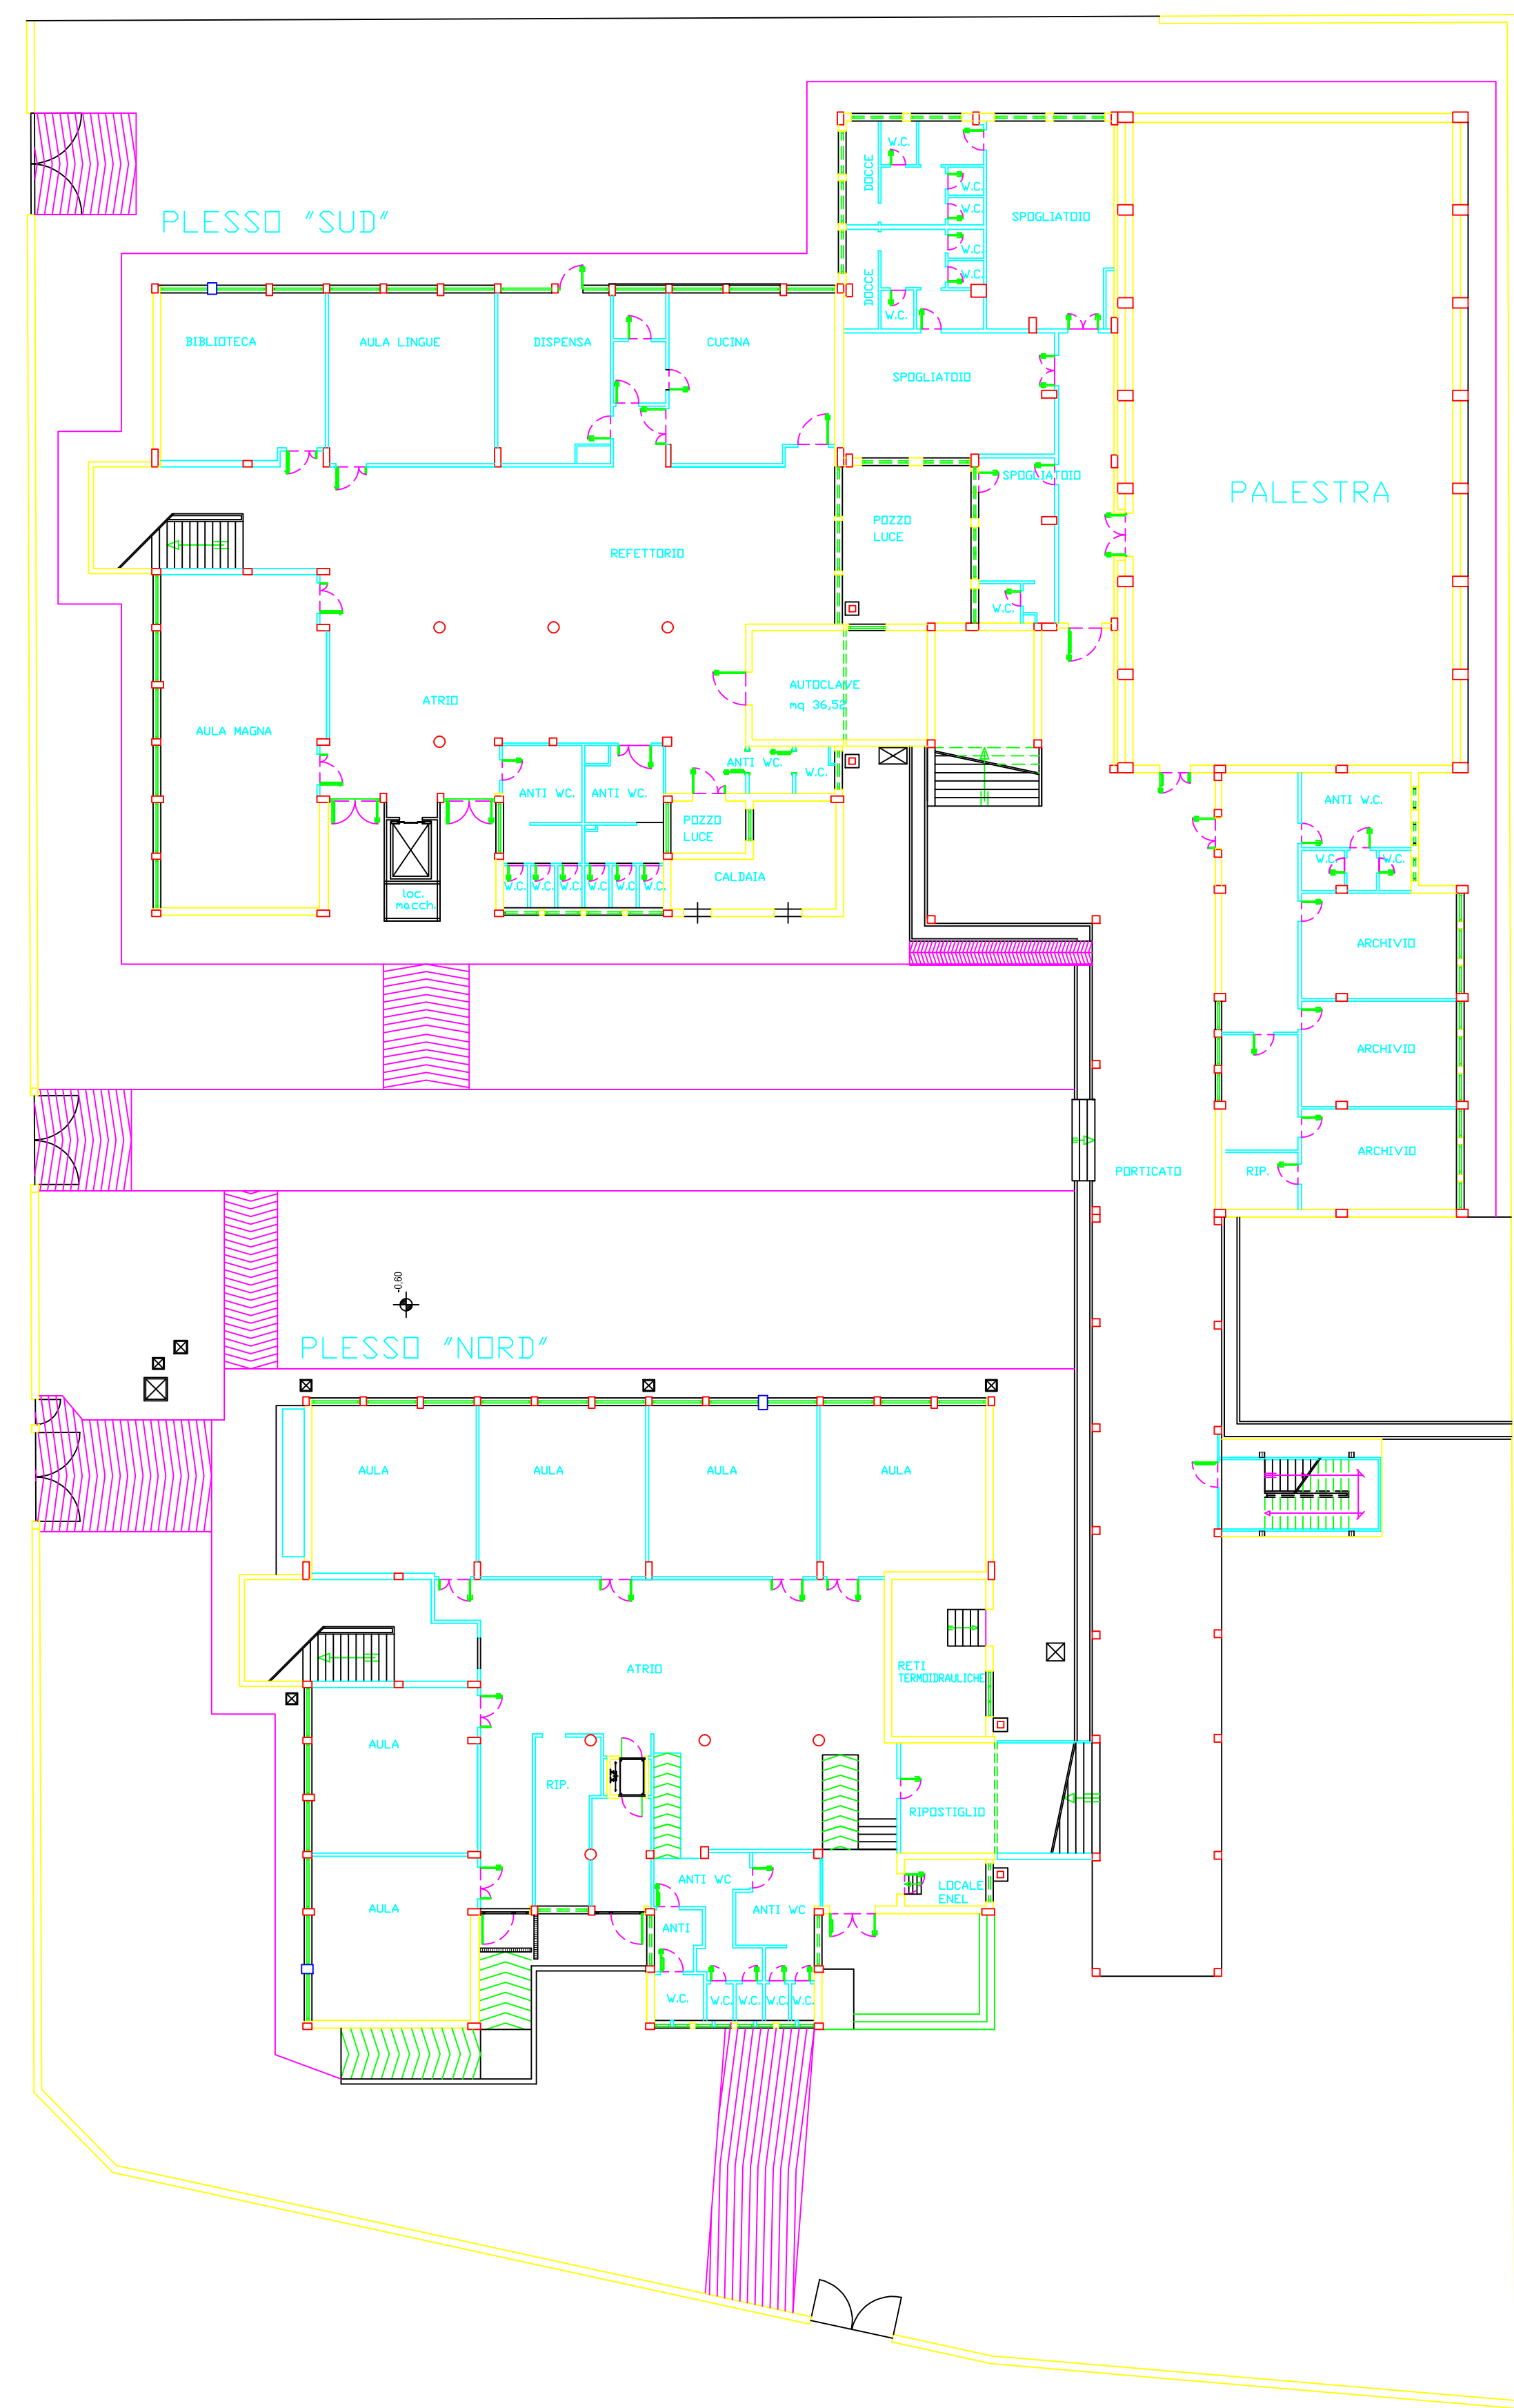 PLESSO "SUD"
W.C.
DOCCE
W.C.
W.C.
SPOGLIATOIO
W.C.
W.C.
DOCCE
W.C.
BIBLIOTECA
AULA LINGUE
DISPENSA
CUCINA
SPOGLIATOIO
SPOGLIATOIO
PALESTRA
POZZO
LUCE
REFETTORIO
W.C.
AUTOCLAVE
mq 36,52
ATRIO
AULA MAGNA
ANTI WC.
W.C.
ANTI WC.
ANTI WC.
ANTI W.C.
POZZO
LUCE
W.C.
W.C.
CALDAIA
W.C.
W.C.
W.C.
W.C.
W.C.
W.C.
loc.
macch.
ARCHIVIO
ARCHIVIO
ARCHIVIO
PORTICATO
RIP.
-0.60
PLESSO "NORD"
AULA
AULA
AULA
AULA
ATRIO
RETI
TERMOIDRAULICHE
AULA
RIP.
RIPOSTIGLIO
ANTI WC
LOCALE
ENEL
AULA
ANTI WC
ANTI
W.C.
W.C.
W.C.
W.C.
W.C.